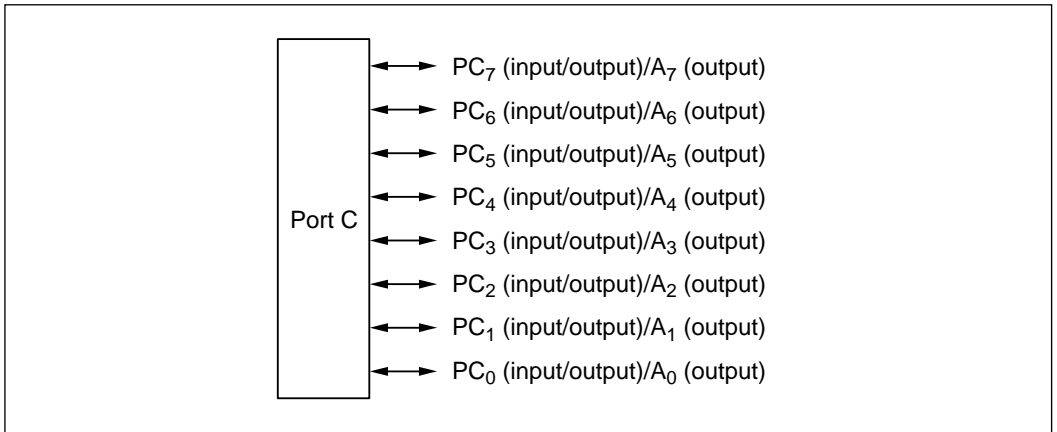 PC7 (input/output)/A7 (output)
PC6 (input/output)/A6 (output)
PC5 (input/output)/A5 (output)
PC4 (input/output)/A4 (output)
Port C
PC3 (input/output)/A3 (output)
PC2 (input/output)/A2 (output)
PC1 (input/output)/A1 (output)
PC0 (input/output)/A0 (output)